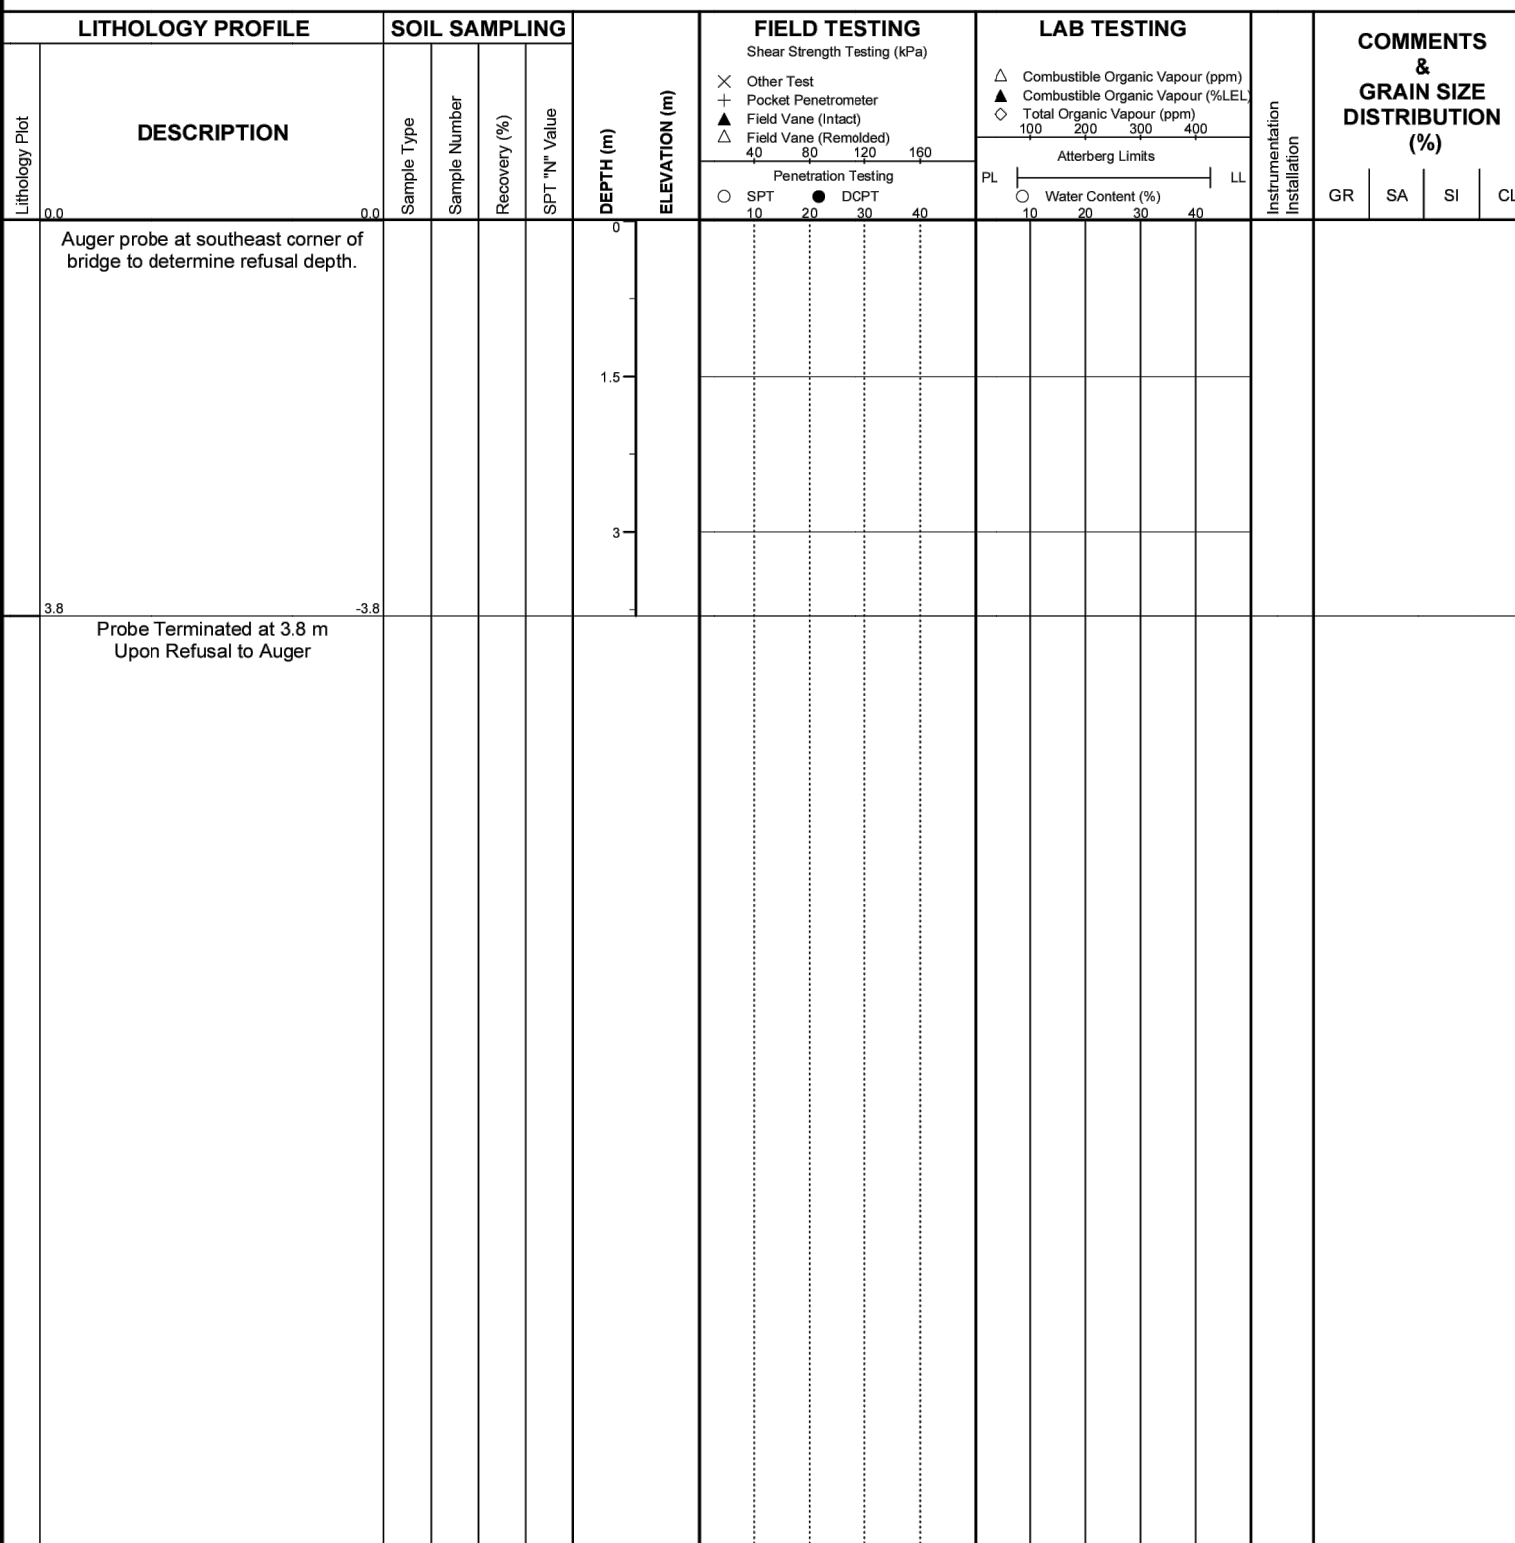 LITHOLOGY PROFILE
SOIL SAMPLING
FIELD TESTING
LAB TESTING
COMMENTS
&
GRAIN SIZE
DISTRIBUTION
(%)
Lithology Plot
DESCRIPTION
0.0 0.0
Sample Type
Sample Number
Recovery (%)
SPT "N" Value
DEPTH (m)
ELEVATION (m)
Shear Strength Testing (kPa)
Other Test
Pocket Penetrometer
Field Vane (Intact)
Field Vane (Remolded)
40 80 120 160
Penetration Testing
SPT DCPT
10 20 30 40
Combustible Organic Vapour (ppm)
Combustible Organic Vapour (%LEL)
Total Organic Vapour (ppm)
100 200 300 400
Atterberg Limits
PL LL
Water Content (%)
10 20 30 40
Instrumentation
Installation
GR SA SI CL
Auger probe at southeast corner of
bridge to determine refusal depth.
0
1.5
3
3.8 -3.8
Probe Terminated at 3.8 m
Upon Refusal to Auger